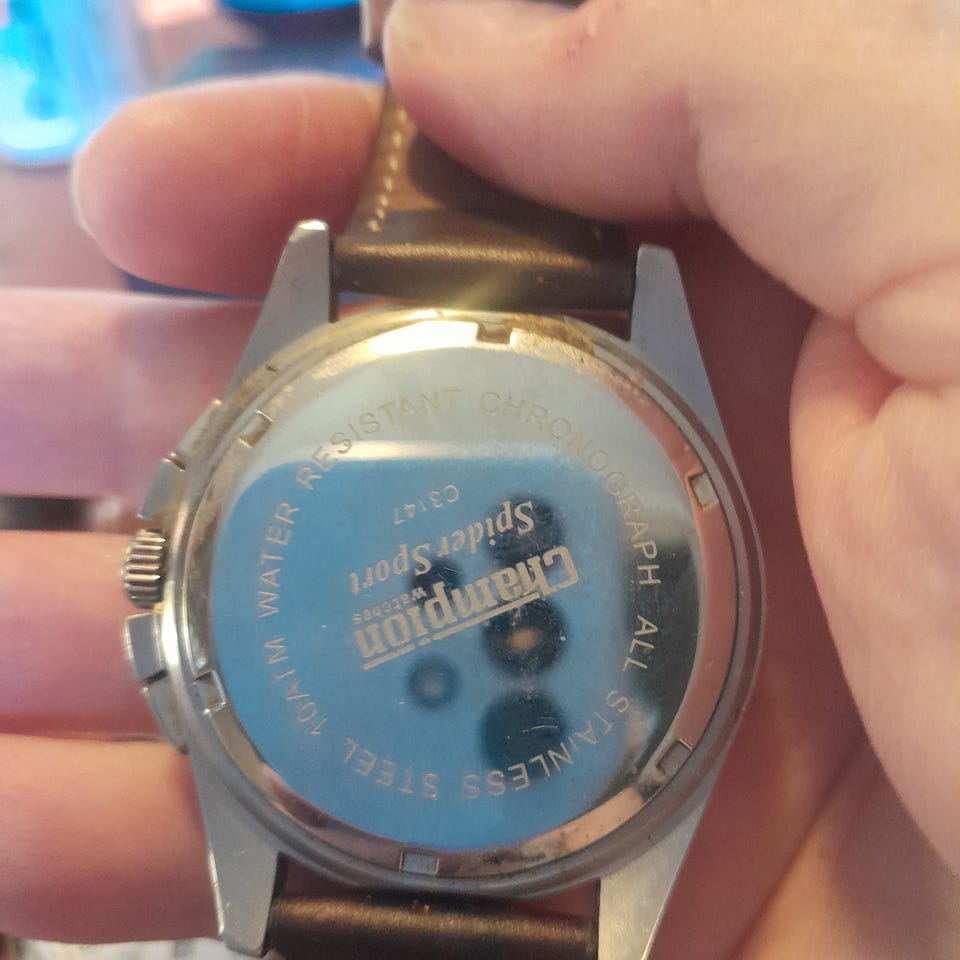 Champion
watches
Spider Sport
C3147
10ATM WATER RESISTANT CHRONOGRAPH ALL STAINLESS STEEL